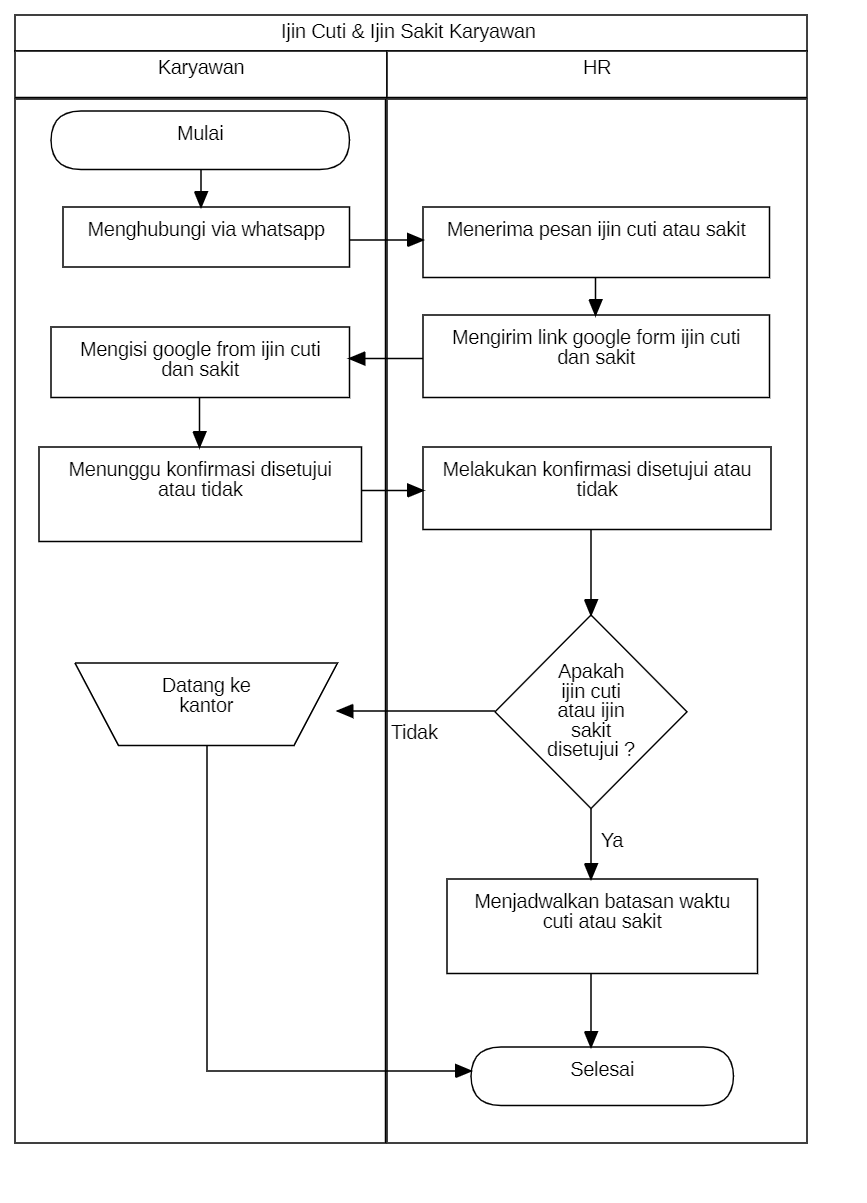 Ijin Cuti & Ijin Sakit Karyawan
Karyawan
HR
Mulai
Menghubungi via whatsapp
Menerima pesan ijin cuti atau sakit
Mengirim link google form ijin cuti
dan sakit
Mengisi google from ijin cuti
dan sakit
Menunggu konfirmasi disetujui
atau tidak
Melakukan konfirmasi disetujui atau
tidak
Apakah
ijin cuti
atau ijin
sakit
disetujui ?
Tidak
Datang ke
kantor
Ya
Menjadwalkan batasan waktu
cuti atau sakit
Selesai